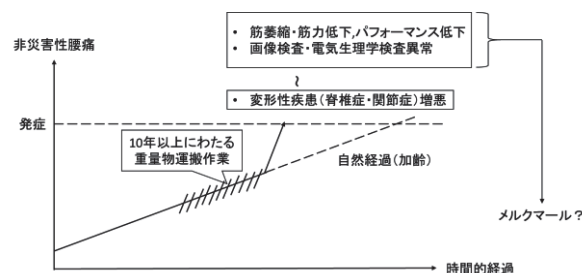 ・ 筋萎縮・筋力低下,パフォーマンス低下
・ 画像検査・電気生理学検査異常
非災害性腰痛
～
・ 変形性疾患(脊椎症・関節症)増悪
発症
10年以上にわたる
重量物運搬作業
自然経過(加齢)
メルクマール?
時間的経過